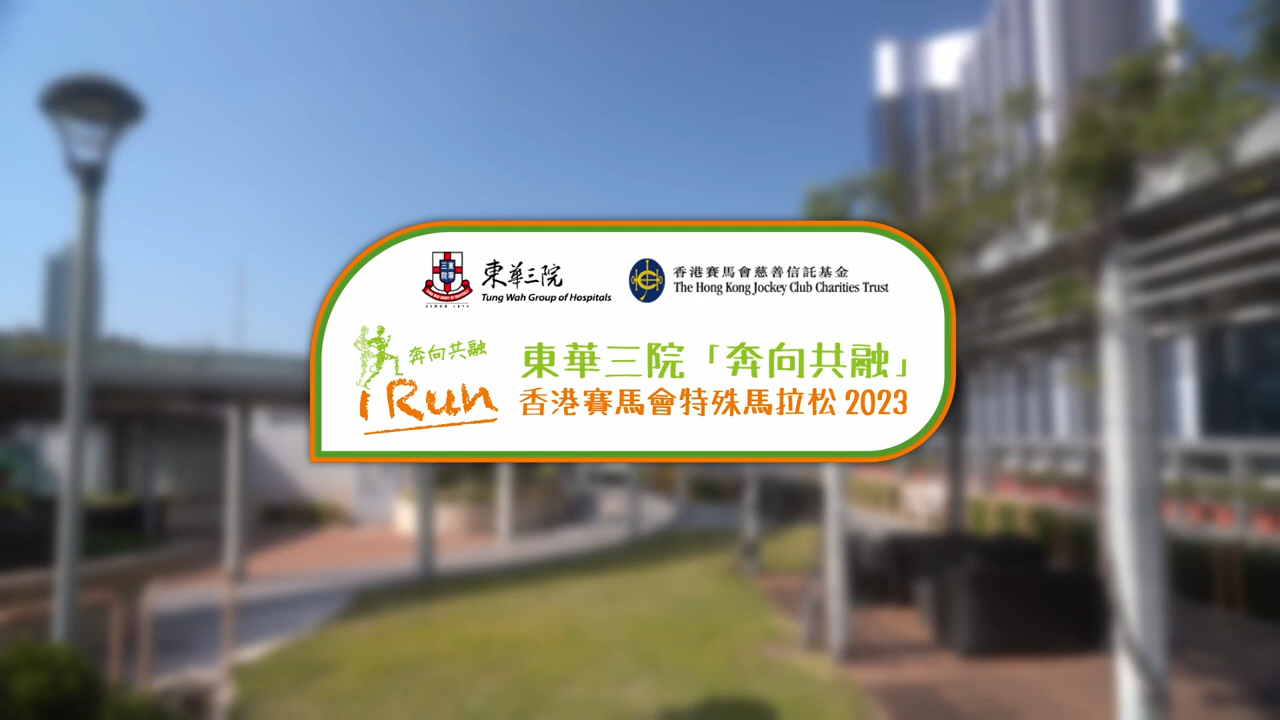 東華三院
Tung Wah Group of Hospitals
香港賽馬會慈善信託基金
The Hong Kong Jockey Club Charities Trust
奔向共融
iRun
東華三院「奔向共融」
香港賽馬會特殊馬拉松 2023